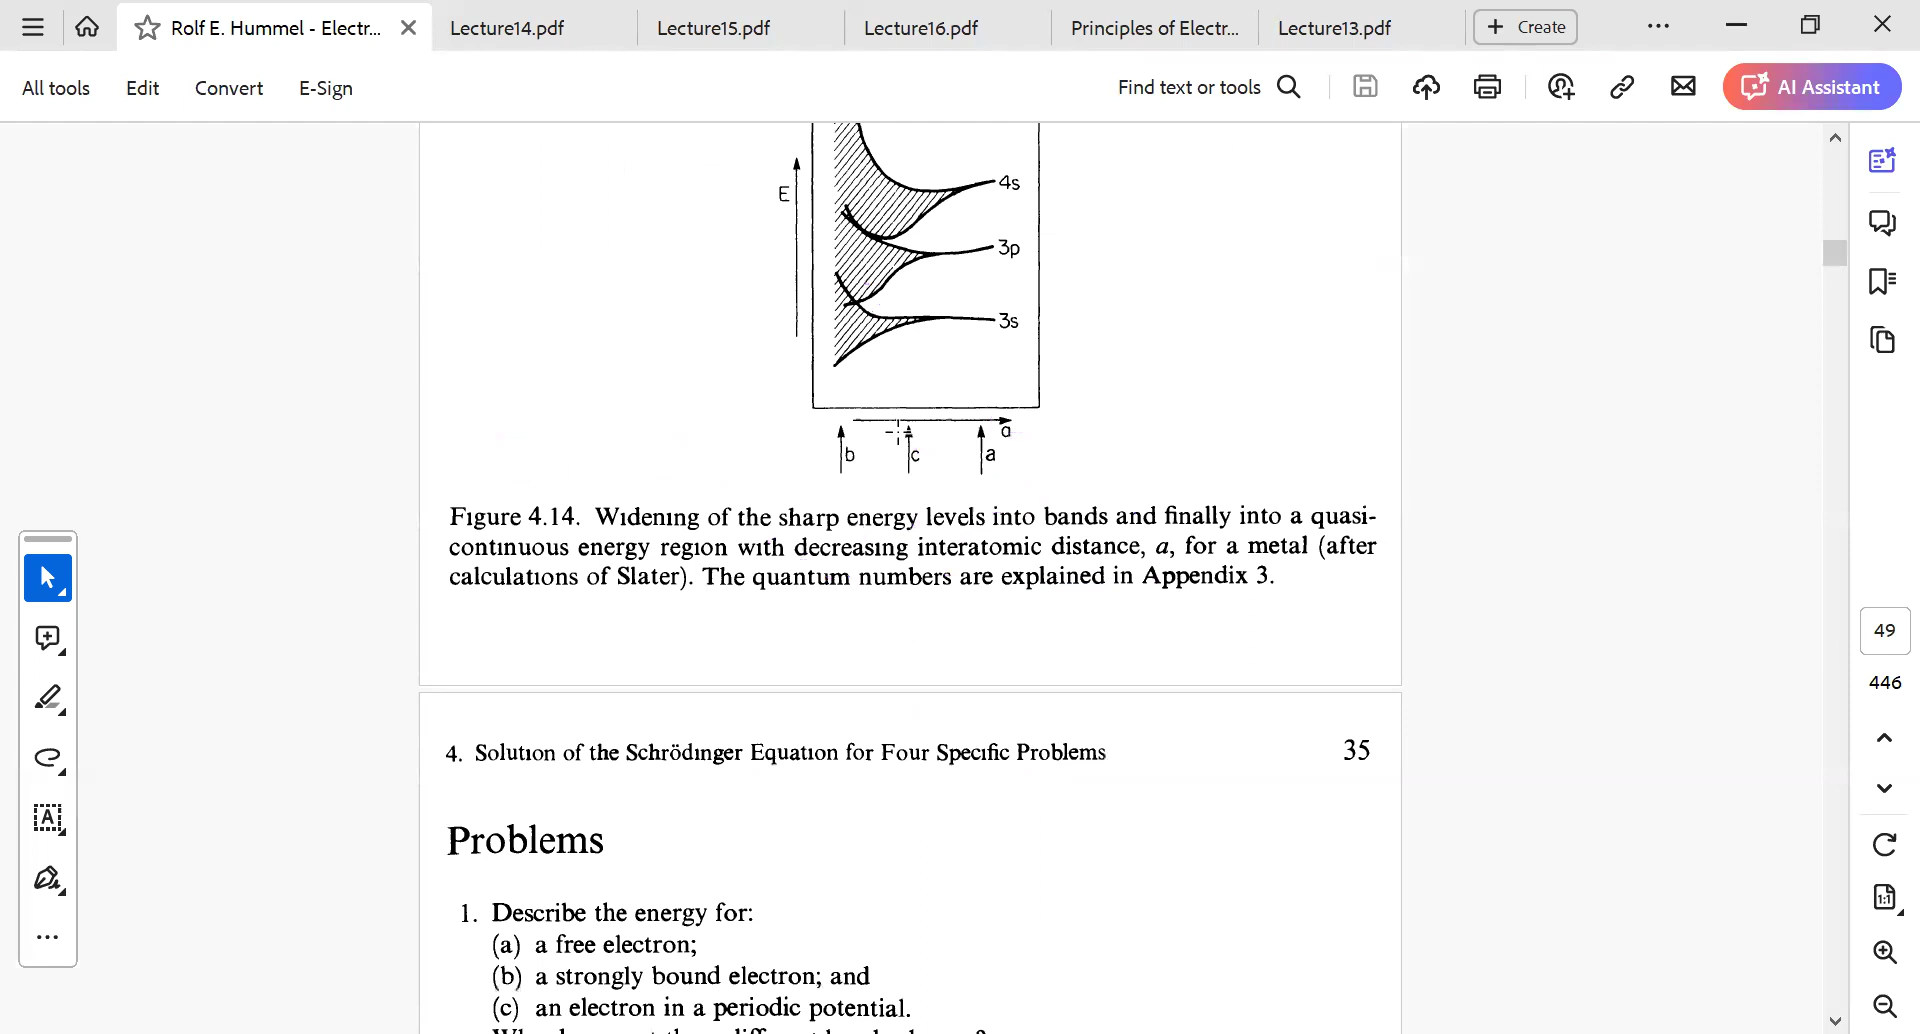 Rolf E. Hummel - Electr...
Lecture14.pdf
Lecture15.pdf
Lecture16.pdf
Principles of Electr...
Lecture13.pdf
+ Create
All tools
Edit
Convert
E-Sign
Find text or tools
AI Assistant
E
4s
3p
3s
a
b
c
a
Figure 4.14. Widening of the sharp energy levels into bands and finally into a quasi-
continuous energy region with decreasing interatomic distance, a, for a metal (after
calculations of Slater). The quantum numbers are explained in Appendix 3.
49
446
4. Solution of the Schrödinger Equation for Four Specific Problems 35
Problems
1. Describe the energy for:
(a) a free electron;
(b) a strongly bound electron; and
(c) an electron in a periodic potential.
A
1:1